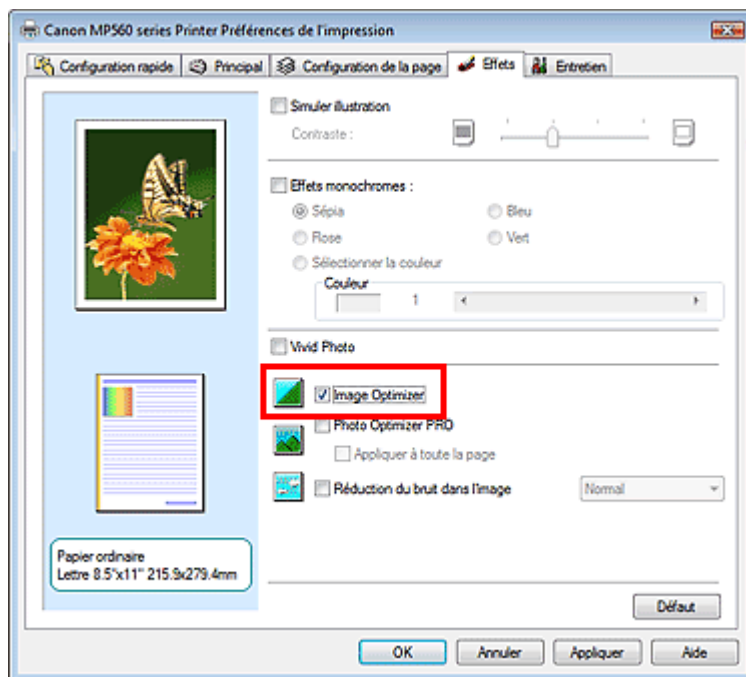 Canon MP560 series Printer Préférences de l'impression
Configuration rapide Principal Configuration de la page Effets Entretien
Simuler illustration
Contraste :
Effets monochromes :
Sépia Bleu
Rose Vert
Sélectionner la couleur
Couleur
1
Vivid Photo
Image Optimizer
Photo Optimizer PRO
Appliquer à toute la page
Réduction du bruit dans l'image Normal
Papier ordinaire
Lettre 8.5"x11" 215.9x279.4mm
Défaut
OK Annuler Appliquer Aide